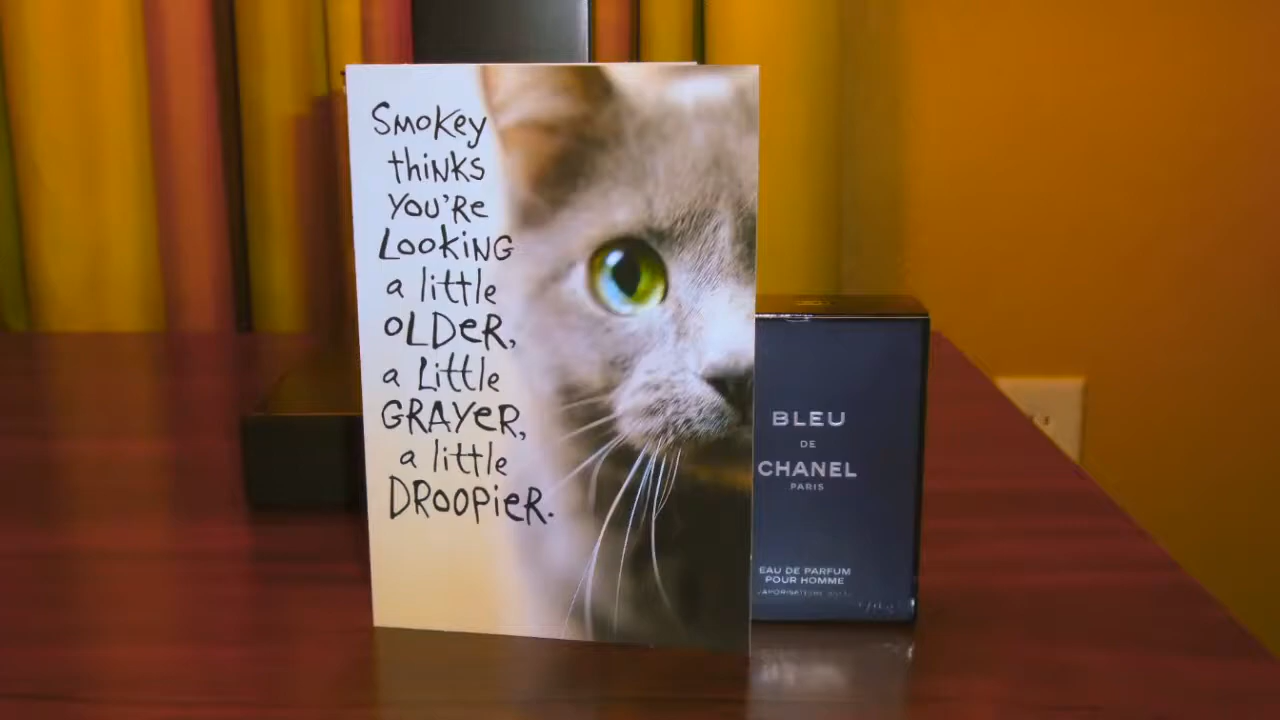 Smokey
thinks
you're
Looking
a little
OLDER,
a Little
GRAYER,
a little
DROOPIER.
BLEU
DE
CHANEL
PARIS
EAU DE PARFUM
POUR HOMME